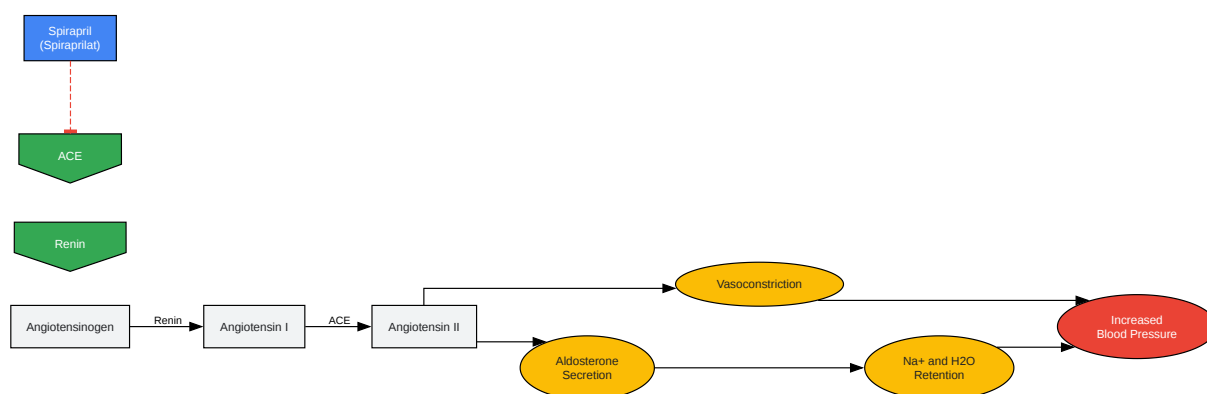 Spirapril
(Spiraprilat)
ACE
Renin
Vasoconstriction
Angiotensinogen
Renin
Angiotensin I
ACE
Angiotensin II
Increased
Blood Pressure
Aldosterone
Secretion
Na+ and H2O
Retention